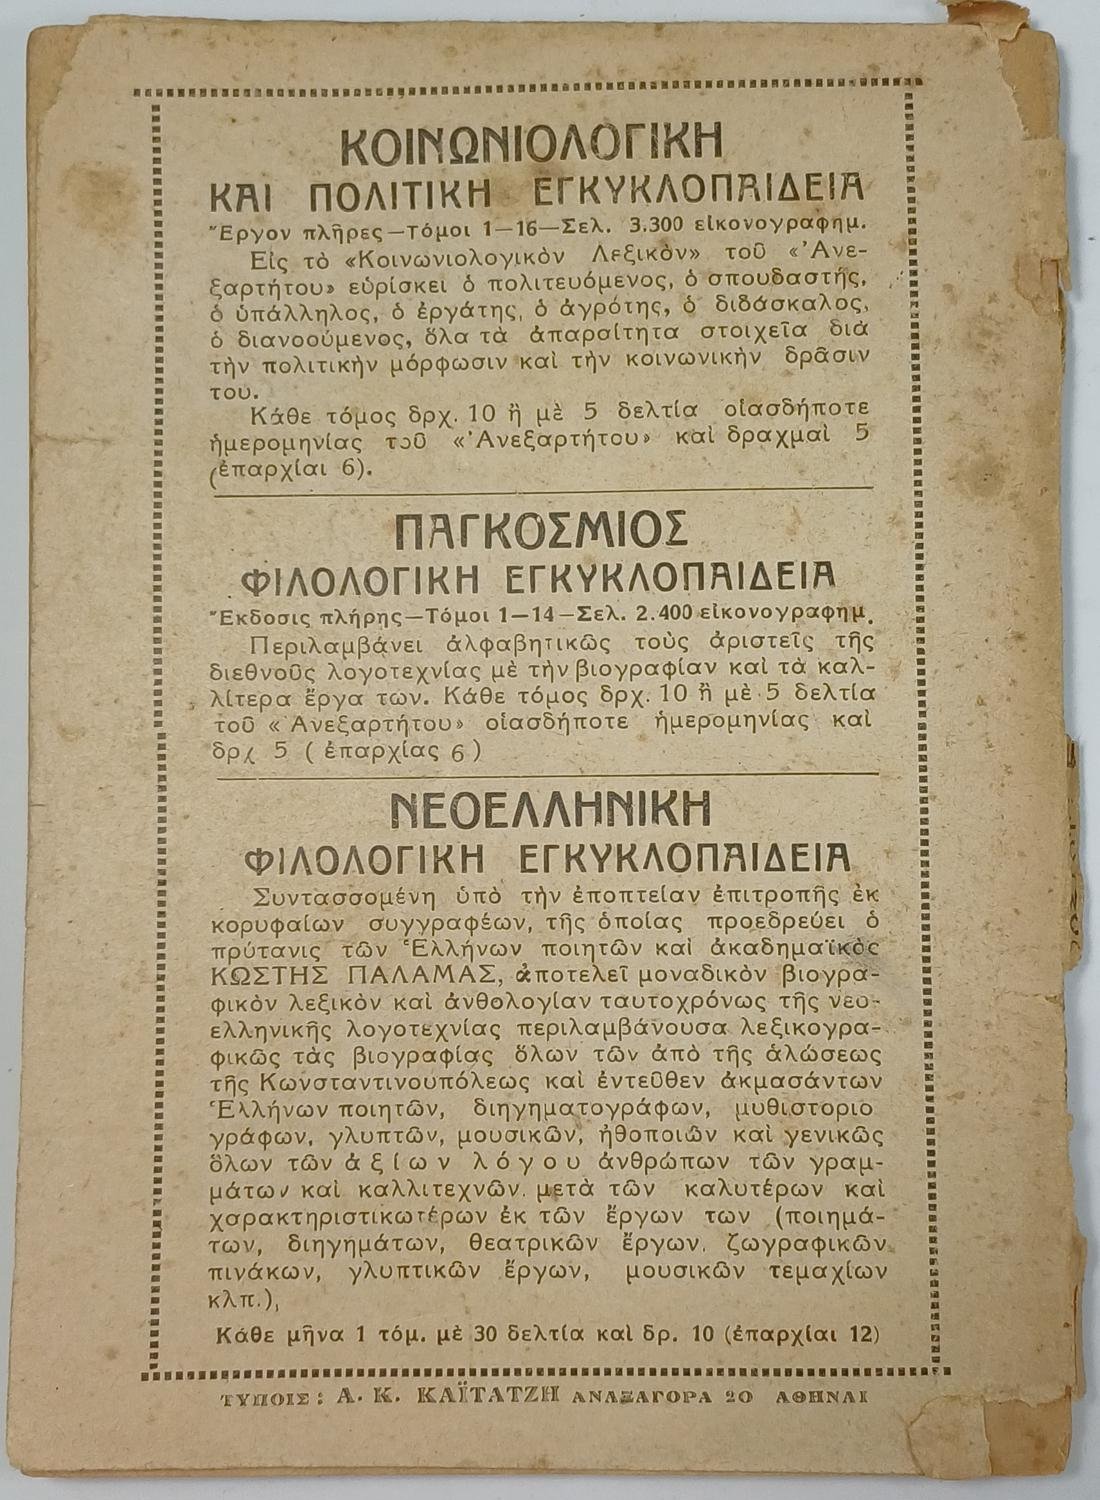 ΚΟΙΝΩΝΙΟΛΟΓΙΚΗ
ΚΑΙ ΠΟΛΙΤΙΚΗ ΕΓΚΥΚΛΟΠΑΙΔΕΙΑ
Ἔργον πλῆρες—Τόμοι 1—16—Σελ. 3.300 εἰκονογραφημ.
Εἰς τὸ «Κοινωνιολογικὸν Λεξικὸν» τοῦ «Ἀνε-
ξαρτήτου» εὑρίσκει ὁ πολιτευόμενος, ὁ σπουδαστής,
ὁ ὑπάλληλος, ὁ ἐργάτης, ὁ ἀγρότης, ὁ διδάσκαλος,
ὁ διανοούμενος, ὅλα τὰ ἀπαραίτητα στοιχεῖα διὰ
τὴν πολιτικὴν μόρφωσιν καὶ τὴν κοινωνικὴν δρᾶσιν
του.
Κάθε τόμος δρχ. 10 ἢ μὲ 5 δελτία οἱασδήποτε
ἡμερομηνίας τοῦ «Ἀνεξαρτήτου» καὶ δραχμαὶ 5
(ἐπαρχίαι 6).
ΠΑΓΚΟΣΜΙΟΣ
ΦΙΛΟΛΟΓΙΚΗ ΕΓΚΥΚΛΟΠΑΙΔΕΙΑ
Ἔκδοσις πλήρης—Τόμοι 1—14—Σελ. 2.400 εἰκονογραφημ.
Περιλαμβάνει ἀλφαβητικῶς τοὺς ἀριστεῖς τῆς
διεθνοῦς λογοτεχνίας μὲ τὴν βιογραφίαν καὶ τὰ καλ-
λίτερα ἔργα των. Κάθε τόμος δρχ. 10 ἢ μὲ 5 δελτία
τοῦ «Ἀνεξαρτήτου» οἱασδήποτε ἡμερομηνίας καὶ
δρχ 5 ( ἐπαρχίας 6 )
ΝΕΟΕΛΛΗΝΙΚΗ
ΦΙΛΟΛΟΓΙΚΗ ΕΓΚΥΚΛΟΠΑΙΔΕΙΑ
Συντασσομένη ὑπὸ τὴν ἐποπτείαν ἐπιτροπῆς ἐκ
κορυφαίων συγγραφέων, τῆς ὁποίας προεδρεύει ὁ
πρύτανις τῶν Ἑλλήνων ποιητῶν καὶ ἀκαδημαϊκὸς
ΚΩΣΤΗΣ ΠΑΛΑΜΑΣ, ἀποτελεῖ μοναδικὸν βιογρα-
φικὸν λεξικὸν καὶ ἀνθολογίαν ταυτοχρόνως τῆς νεο-
ελληνικῆς λογοτεχνίας περιλαμβάνουσα λεξικογρα-
φικῶς τὰς βιογραφίας ὅλων τῶν ἀπὸ τῆς ἁλώσεως
τῆς Κωνσταντινουπόλεως καὶ ἐντεῦθεν ἀκμασάντων
Ἑλλήνων ποιητῶν, διηγηματογράφων, μυθιστοριο
γράφων, γλυπτῶν, μουσικῶν, ἠθοποιῶν καὶ γενικῶς
ὅλων τῶν ἀξίων λόγου ἀνθρώπων τῶν γραμ-
μάτων καὶ καλλιτεχνῶν. μετὰ τῶν καλυτέρων καὶ
χαρακτηριστικωτέρων ἐκ τῶν ἔργων των (ποιημά-
των, διηγημάτων, θεατρικῶν ἔργων, ζωγραφικῶν
πινάκων, γλυπτικῶν ἔργων, μουσικῶν τεμαχίων
κλπ.),
Κάθε μῆνα 1 τόμ. μὲ 30 δελτία καὶ δρ. 10 (ἐπαρχίαι 12)
ΤΥΠΟΙΣ: Α. Κ. ΚΑΪΤΑΤΖΗ ΑΝΑΞΑΓΟΡΑ 20 ΑΘΗΝΑΙ